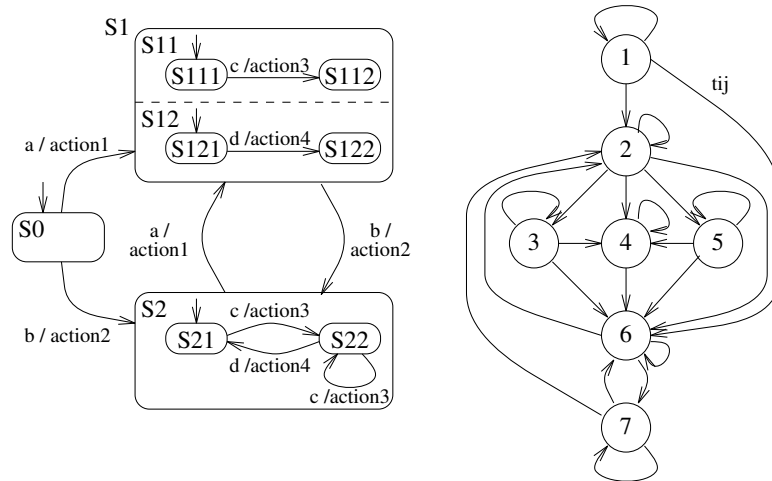 S1
S11
S111
c /action3
S112
S12
S121
d /action4
S122
a / action1
S0
a /
action1
b /
action2
b / action2
S2
S21
c /action3
d /action4
S22
c /action3
1
tij
2
3
4
5
6
7